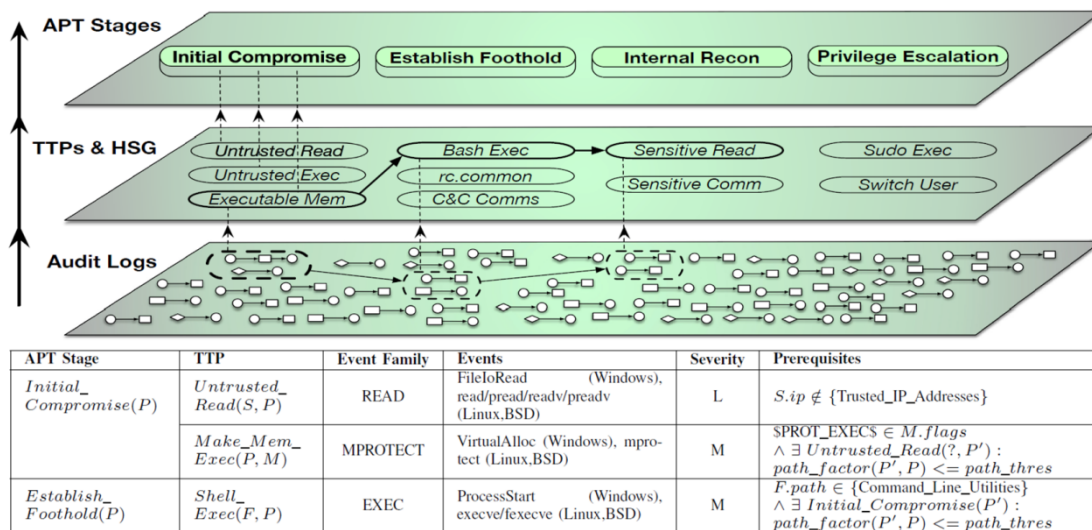 APT Stages
Initial Compromise Establish Foothold Internal Recon Privilege Escalation
TTPs & HSG
Untrusted Read Bash Exec Sensitive Read Sudo Exec
Untrusted Exec rc.common Sensitive Comm Switch User
Executable Mem C&C Comms
Audit Logs
APT Stage TTP Event Family Events Severity Prerequisites
Initial_
Compromise(P)
Untrusted_
Read(S, P)
READ
FileIoRead (Windows),
read/pread/readv/preadv
(Linux,BSD)
L
S.ip ∉ {Trusted_IP_Addresses}
Make_Mem_
Exec(P, M)
MPROTECT
VirtualAlloc (Windows), mpro-
tect (Linux,BSD)
M
$PROT_EXEC$ ∈ M.flags
∧ ∃ Untrusted_Read(?, P′) :
path_factor(P′, P) <= path_thres
Establish_
Foothold(P)
Shell_
Exec(F, P)
EXEC
ProcessStart (Windows),
execve/fexecve (Linux,BSD)
M
F.path ∈ {Command_Line_Utilities}
∧ ∃ Initial_Compromise(P′) :
path_factor(P′, P) <= path_thres